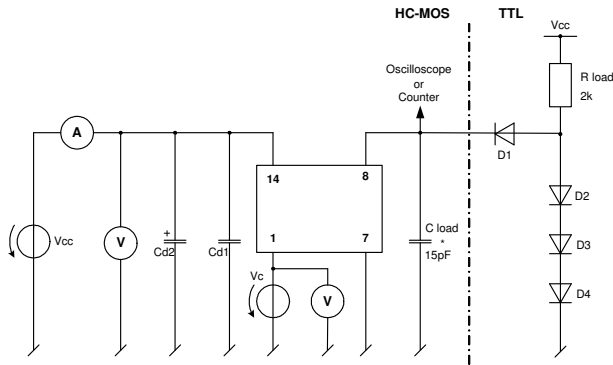 HC-MOS
TTL
Vcc
Oscilloscope
or
Counter
R load
2k
A
D1
14
8
D2
Vcc
V
+
Cd2
Cd1
1
7
C load
*
15pF
D3
Vc
V
D4